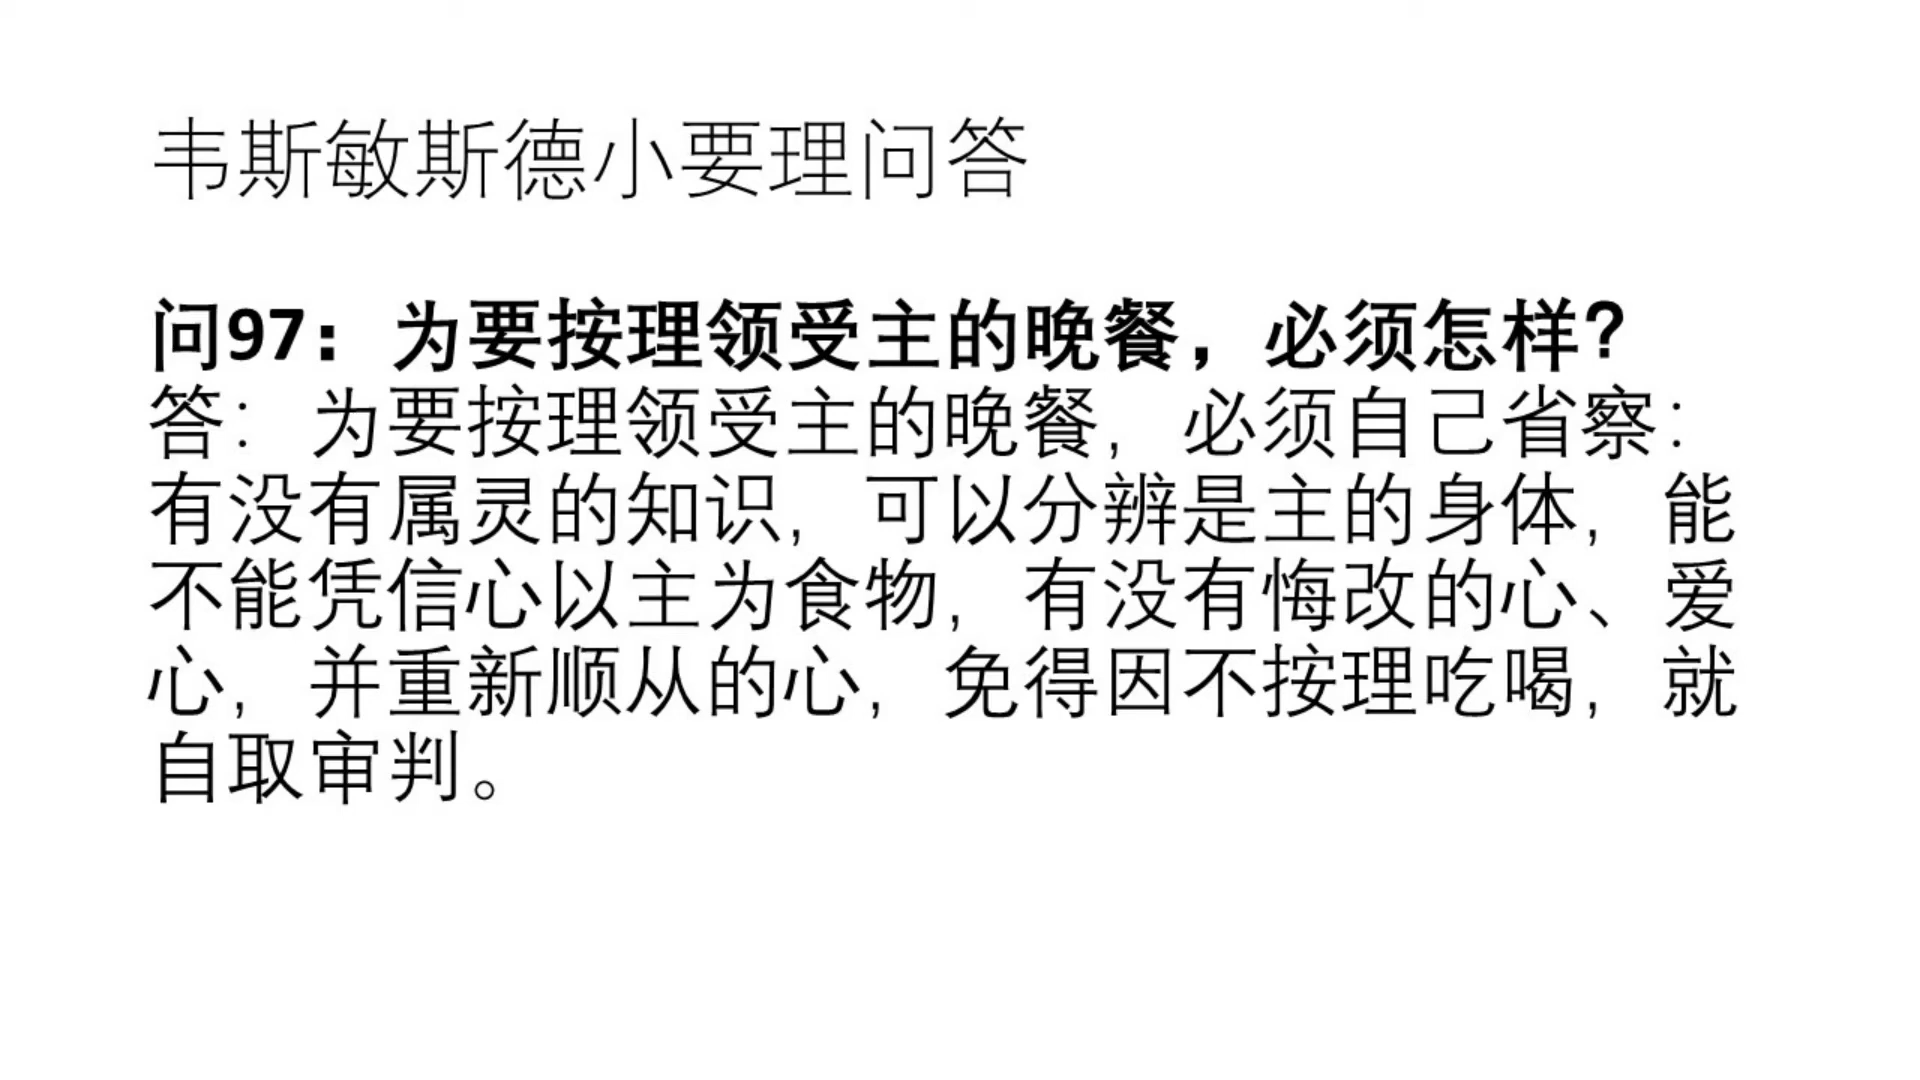 韦斯敏斯德小要理问答
问97：为要按理领受主的晚餐，必须怎样？
答：为要按理领受主的晚餐，必须自己省察：
有没有属灵的知识，可以分辨是主的身体，能
不能凭信心以主为食物，有没有悔改的心、爱
心，并重新顺从的心，免得因不按理吃喝，就
自取审判。